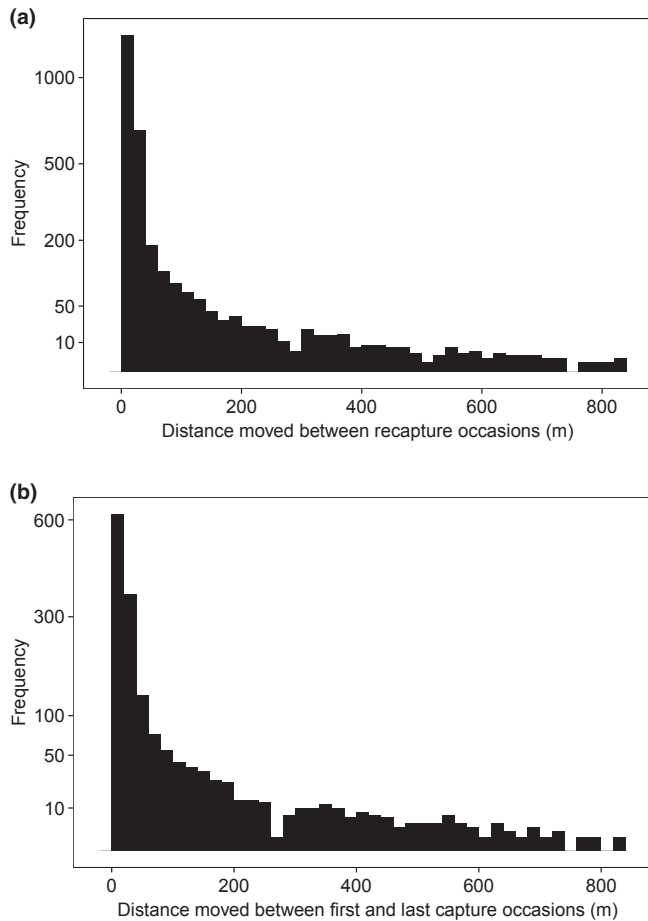 (a)
1000
500
200
50
10
Frequency
0 200 400 600 800
Distance moved between recapture occasions (m)
(b)
600
300
100
50
10
Frequency
0 200 400 600 800
Distance moved between first and last capture occasions (m)